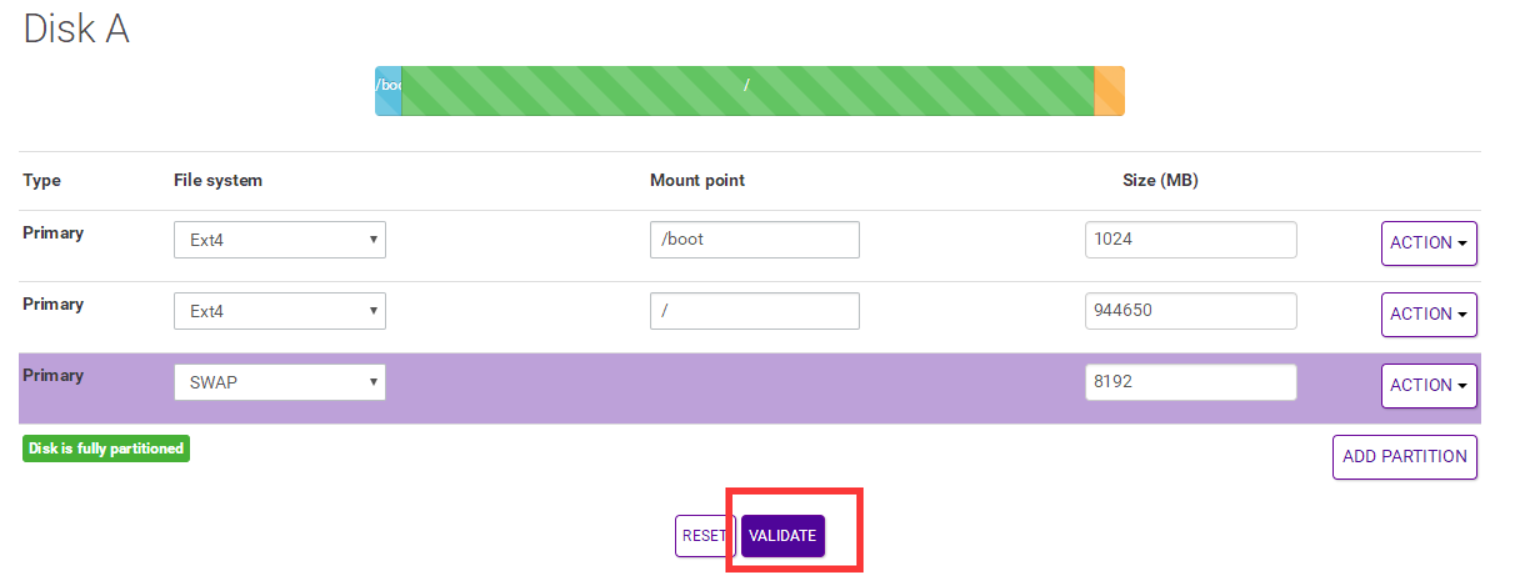 Disk A
/boo /
Type File system Mount point Size (MB)
Primary Ext4 /boot 1024 ACTION
Primary Ext4 / 944650 ACTION
Primary SWAP 8192 ACTION
Disk is fully partitioned ADD PARTITION
RESET VALIDATE